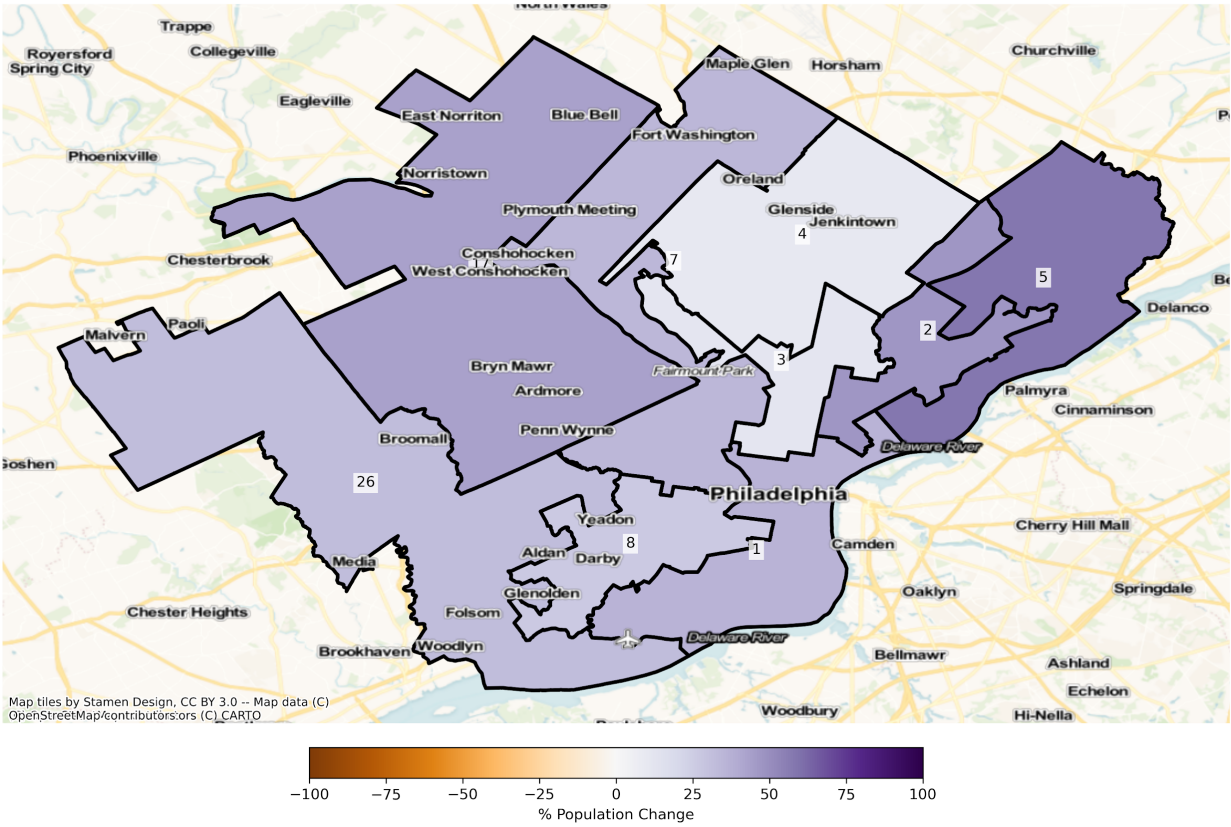 North Wales
Trappe
Collegeville
Royersford
Spring City
Churchville
Maple Glen
Horsham
Eagleville
East Norriton
Blue Bell
Fort Washington
Phoenixville
Norristown
Oreland
Plymouth Meeting
Glenside
Jenkintown
4
Conshohocken
7
Chesterbrook
17
West Conshohocken
5
Delanco
Paoli
Malvern
2
3
Bryn Mawr
Fairmount Park
Ardmore
Palmyra
Cinnaminson
Penn Wynne
Broomall
Delaware River
Goshen
26
Philadelphia
Yeadon
Cherry Hill Mall
8
1
Camden
Aldan
Darby
Media
Glenolden
Oaklyn
Springdale
Chester Heights
Folsom
Delaware River
Woodlyn
Brookhaven
Bellmawr
Ashland
Echelon
Woodbury
Hi-Nella
Map tiles by Stamen Design, CC BY 3.0 -- Map data (C)
OpenStreetMap contributors (C) CARTO
−100 −75 −50 −25 0 25 50 75 100
% Population Change